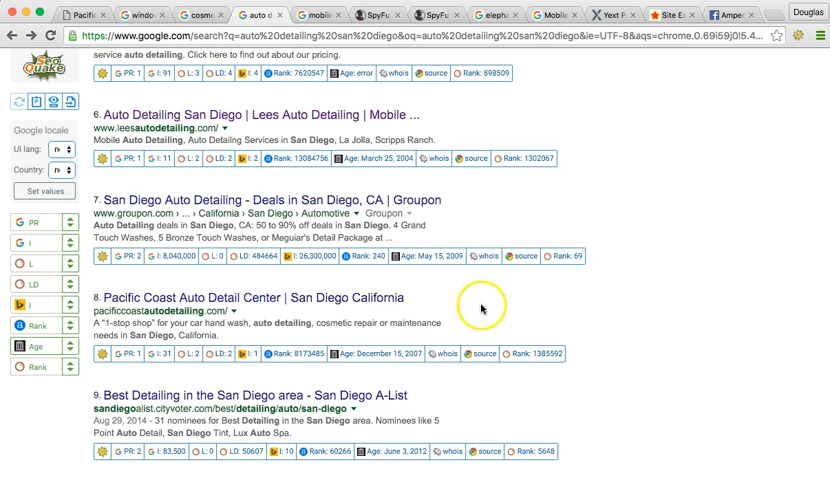 Pacific
window
cosme
auto d
mobile
SpyFu
SpyFu
elepha
Mobile
Yext P
Site Ex
Ampe
Douglas
https://www.google.com/search?q=auto%20detailing%20san%20diego&oq=auto%20detailing%20san%20diego&ie=UTF-8&aqs=chrome.0.69i59j0l5.4...
SEO Quake
Google locale
UI lang:
Country:
Set values
PR
I
L
LD
I
Rank
Age
Rank
service auto detailing. Click here to find out about our pricing.
PR: 1 I: 91 L: 3 LD: 4 I: 4 Rank: 7620547 Age: error whois source Rank: 898509
6. Auto Detailing San Diego | Lees Auto Detailing | Mobile ...
www.leesautodetailing.com/
Mobile Auto Detailing, Auto Detailng Services in San Diego, La Jolla, Scripps Ranch.
PR: 1 I: 11 L: 2 LD: 2 I: 2 Rank: 13084756 Age: March 25, 2004 whois source Rank: 1302067
7. San Diego Auto Detailing - Deals in San Diego, CA | Groupon
www.groupon.com › ... › California › San Diego › Automotive Groupon
Auto Detailing deals in San Diego, CA: 50 to 90% off deals in San Diego. 4 Grand
Touch Washes, 5 Bronze Touch Washes, or Meguiar's Detail Package at ...
PR: 2 I: 8,040,000 L: 0 LD: 484664 I: 26,300,000 Rank: 240 Age: May 15, 2009 whois source Rank: 69
8. Pacific Coast Auto Detail Center | San Diego California
pacificcoastautodetailing.com/
A "1-stop shop" for your car hand wash, auto detailing, cosmetic repair or maintenance
needs in San Diego, California.
PR: 1 I: 31 L: 2 LD: 2 I: 1 Rank: 8173485 Age: December 15, 2007 whois source Rank: 1385592
9. Best Detailing in the San Diego area - San Diego A-List
sandiegoalist.cityvoter.com/best/detailing/auto/san-diego
Aug 29, 2014 - 31 nominees for Best Detailing in the San Diego area. Nominees like 5
Point Auto Detail, San Diego Tint, Lux Auto Spa.
PR: 2 I: 83,500 L: 0 LD: 50607 I: 10 Rank: 60266 Age: June 3, 2012 whois source Rank: 5648